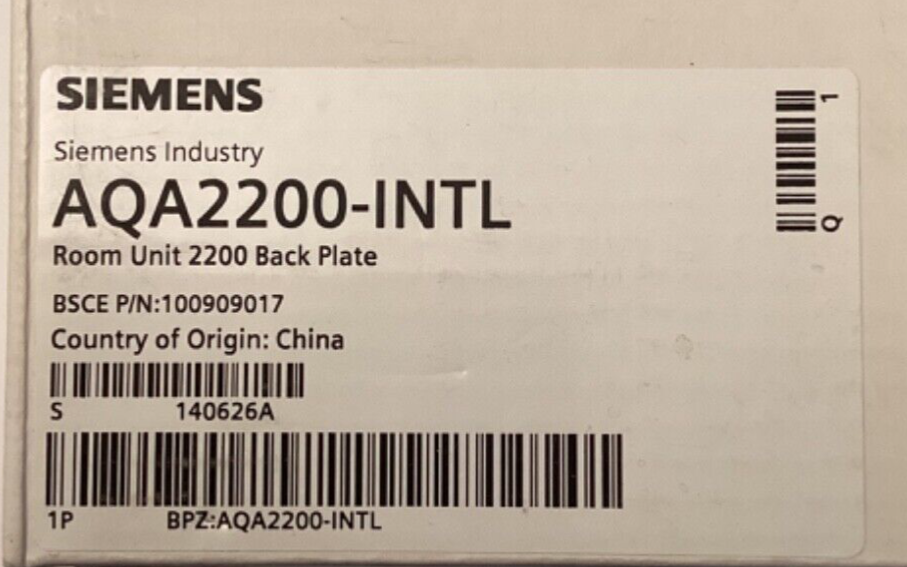 SIEMENS
Siemens Industry
AQA2200-INTL
Room Unit 2200 Back Plate
BSCE P/N:100909017
Country of Origin: China
S 140626A
1P BPZ:AQA2200-INTL
Q 1